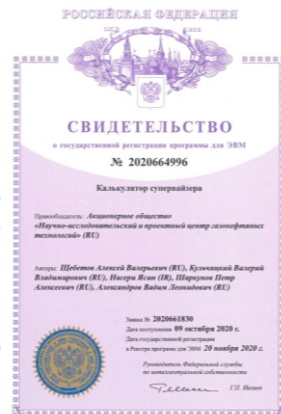 РОССИЙСКАЯ ФЕДЕРАЦИЯ
СВИДЕТЕЛЬСТВО
о государственной регистрации программы для ЭВМ
№ 2020664996
Калькулятор супервайзера
Правообладатель: Акционерное общество
«Научно-исследовательский и проектный центр газонефтяных
технологий» (RU)
Авторы: Щебетов Алексей Валерьевич (RU), Кульчицкий Валерий
Владимирович (RU), Насери Ясин (IR), Шаркунов Петр
Алексеевич (RU), Александров Вадим Леонидович (RU)
Заявка № 2020661830
Дата поступления 09 октября 2020 г.
Дата государственной регистрации
в Реестре программ для ЭВМ 20 ноября 2020 г.
Руководитель Федеральной службы
по интеллектуальной собственности
Г.П. Ивлиев